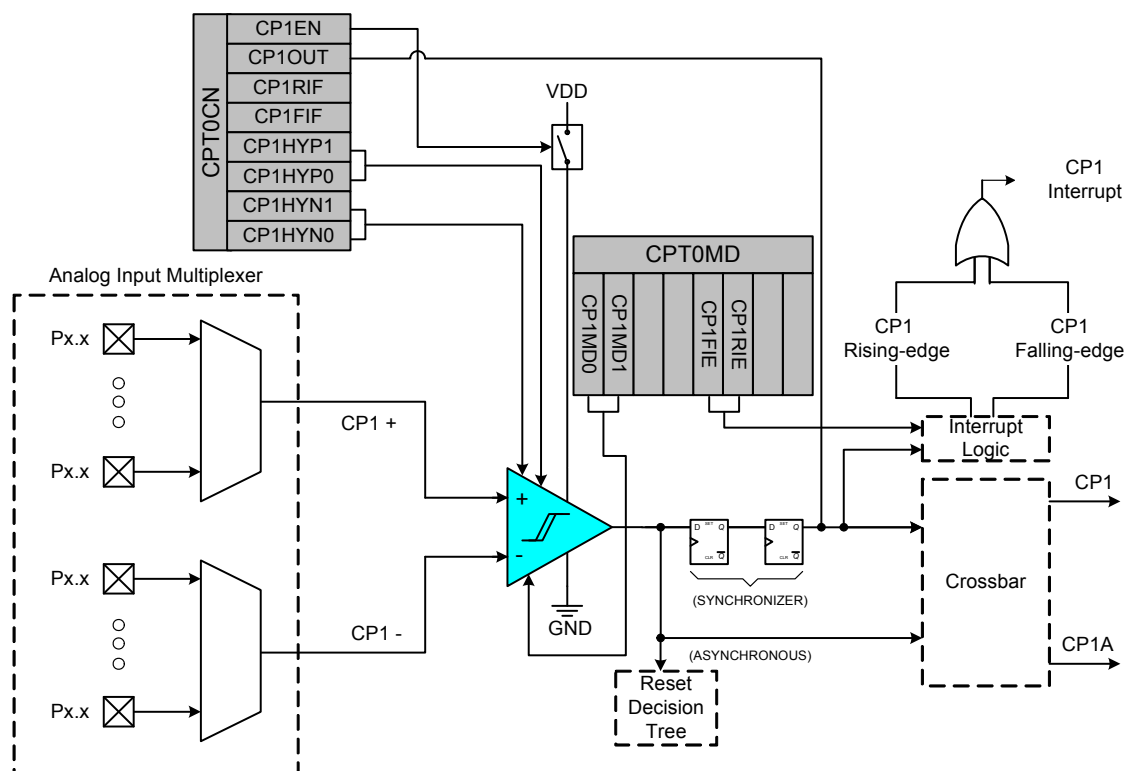 CPT0CN
CP1EN
CP1OUT
CP1RIF
CP1FIF
CP1HYP1
CP1HYP0
CP1HYN1
CP1HYN0
VDD
CP1
Interrupt
CPT0MD
CP1MD0
CP1MD1
CP1FIE
CP1RIE
CP1
Rising-edge
CP1
Falling-edge
Interrupt
Logic
Analog Input Multiplexer
Px.x
Px.x
CP1 +
Px.x
Px.x
CP1 -
+
-
GND
D SET Q
CLR Q
D SET Q
CLR Q
(SYNCHRONIZER)
(ASYNCHRONOUS)
Reset
Decision
Tree
Crossbar
CP1
CP1A